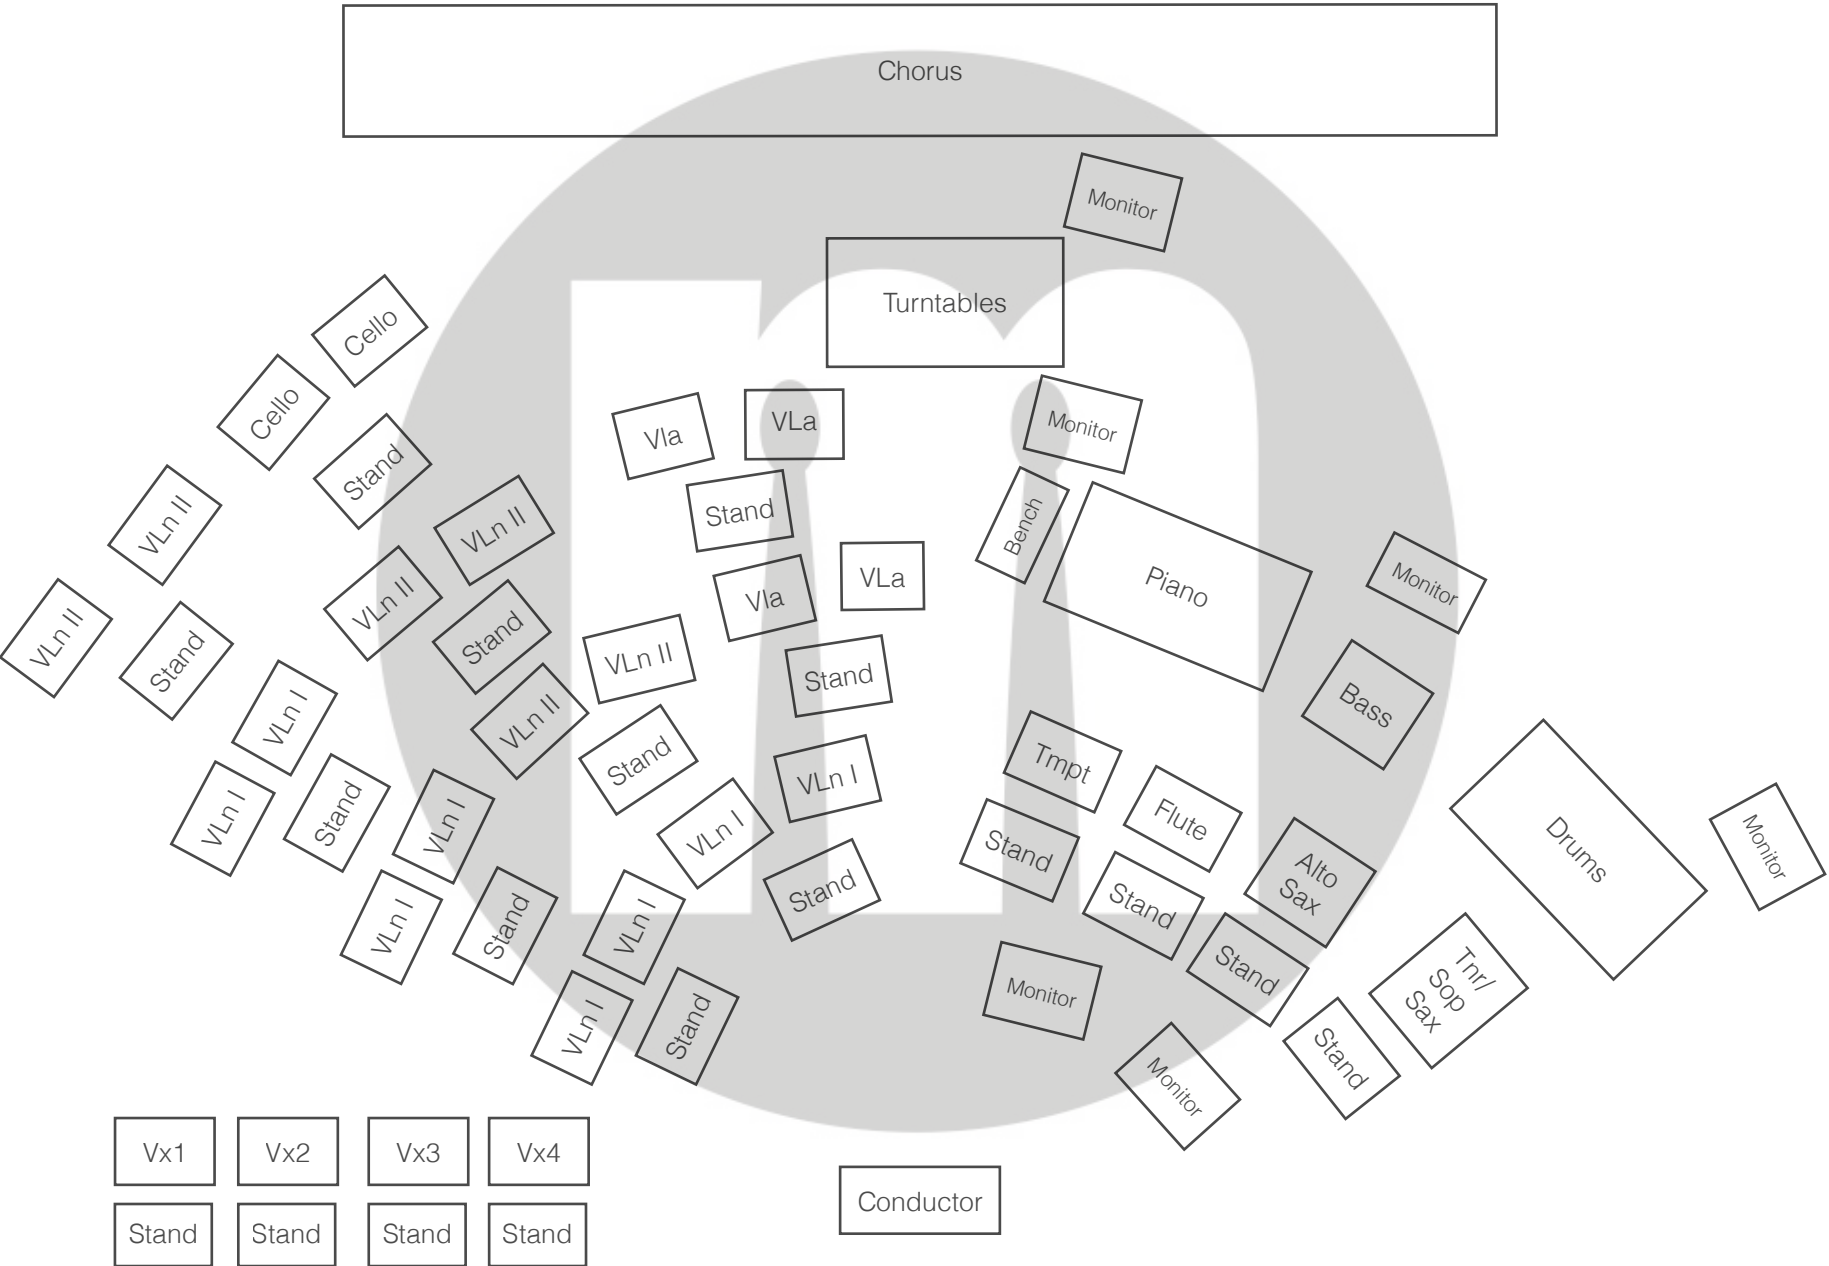 Chorus
Monitor
Turntables
Cello
Cello
Vla
VLa
Monitor
Stand
VLn II
VLn II
Stand
Bench
VLn II
VLa
Piano
Monitor
Vla
VLn II
Stand
VLn II
Stand
VLn II
Stand
Bass
VLn I
VLn II
Stand
VLn I
Tmpt
VLn I
Stand
VLn I
VLn I
Flute
Stand
Alto
Sax
Drums
Monitor
Stand
Stand
VLn I
Stand
VLn I
Stand
Tnr/
Sop
Sax
Monitor
VLn I
Stand
Stand
Monitor
Vx1
Vx2
Vx3
Vx4
Conductor
Stand
Stand
Stand
Stand